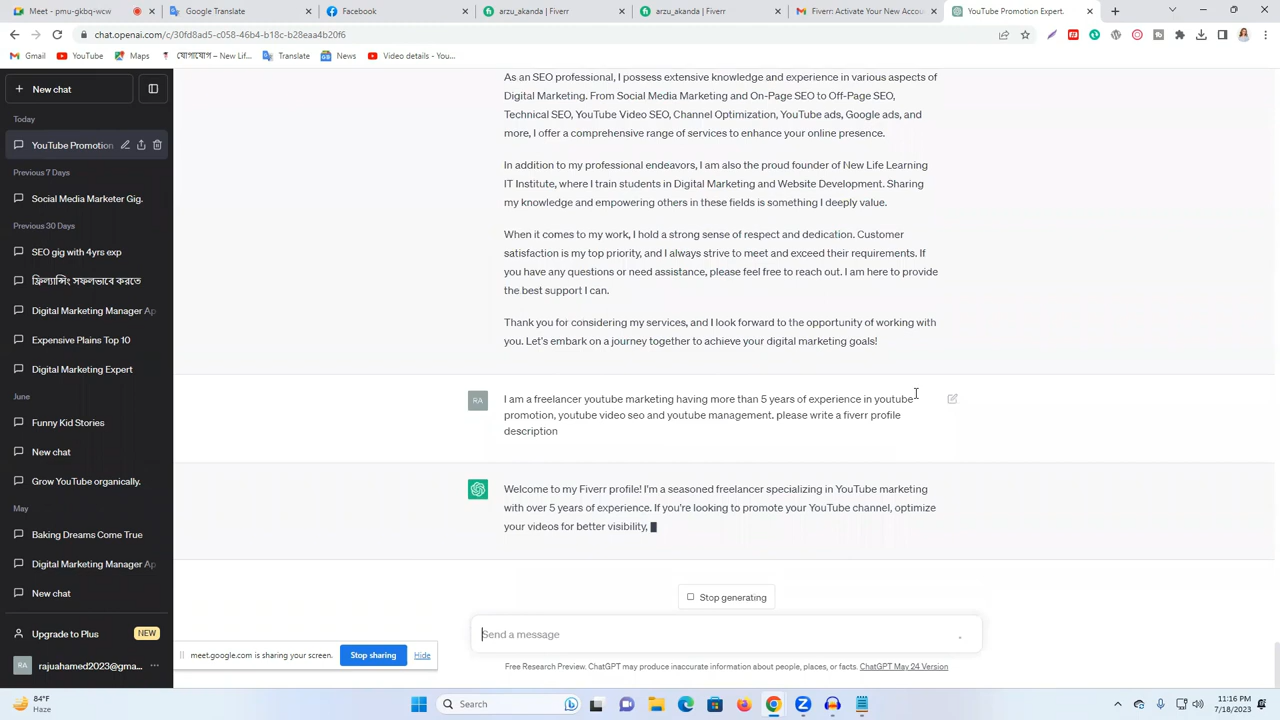 Meet - pmu-gkbq-wcy
Google Translate
Facebook
arzu_akanda | Fiverr
arzu_akanda | Fiverr
Fiverr: Activate Your New Accou
YouTube Promotion Expert.
chat.openai.com/c/30fd8ad5-c058-46b4-b18c-b28eaa4b20f6
Gmail
YouTube
Maps
যোগাযোগ – New Lif...
Translate
News
Video details - You...
New chat
Today
YouTube Promotion
Previous 7 Days
Social Media Marketer Gig.
Previous 30 Days
SEO gig with 4yrs exp
ফ্রিল্যান্সিং সফলভাবে করতে
Digital Marketing Manager Ap
Expensive Plains Top 10
Digital Marketing Expert
June
Funny Kid Stories
New chat
Grow YouTube organically.
May
Baking Dreams Come True
Digital Marketing Manager Ap
New chat
Upgrade to Plus
NEW
RA
rajuahamed2023@gma...
As an SEO professional, I possess extensive knowledge and experience in various aspects of
Digital Marketing. From Social Media Marketing and On-Page SEO to Off-Page SEO,
Technical SEO, YouTube Video SEO, Channel Optimization, YouTube ads, Google ads, and
more, I offer a comprehensive range of services to enhance your online presence.
In addition to my professional endeavors, I am also the proud founder of New Life Learning
IT Institute, where I train students in Digital Marketing and Website Development. Sharing
my knowledge and empowering others in these fields is something I deeply value.
When it comes to my work, I hold a strong sense of respect and dedication. Customer
satisfaction is my top priority, and I always strive to meet and exceed their requirements. If
you have any questions or need assistance, please feel free to reach out. I am here to provide
the best support I can.
Thank you for considering my services, and I look forward to the opportunity of working with
you. Let's embark on a journey together to achieve your digital marketing goals!
RA
I am a freelancer youtube marketing having more than 5 years of experience in youtube
promotion, youtube video seo and youtube management. please write a fiverr profile
description
Welcome to my Fiverr profile! I'm a seasoned freelancer specializing in YouTube marketing
with over 5 years of experience. If you're looking to promote your YouTube channel, optimize
your videos for better visibility,
Stop generating
Send a message
meet.google.com is sharing your screen.
Stop sharing
Hide
Free Research Preview. ChatGPT may produce inaccurate information about people, places, or facts. ChatGPT May 24 Version
84°F
Haze
Search
11:16 PM
7/18/2023